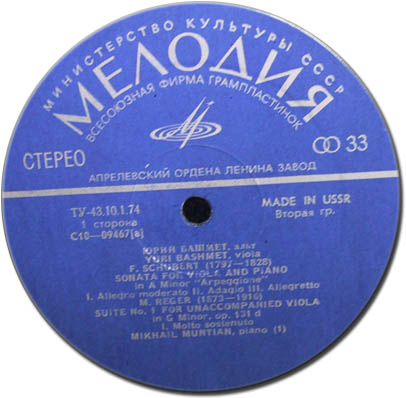 МИНИСТЕРСТВО КУЛЬТУРЫ СССР
МЕЛОДИЯ
ВСЕСОЮЗНАЯ ФИРМА ГРАМПЛАСТИНОК
СТЕРЕО
33
АПРЕЛЕВСКИЙ ОРДЕНА ЛЕНИНА ЗАВОД
ТУ-43.10.1.74
1 сторона
С10—09467(а)
MADE IN USSR
Вторая гр.
ЮРИЙ БАШМЕТ, альт
YURI BASHMET, viola
F. SCHUBERT (1797—1828)
SONATA FOR VIOLA AND PIANO
in A Minor "Arpeggione"
I. Allegro moderato II. Adagio III. Allegretto
M. REGER (1873—1916)
SUITE No. 1 FOR UNACCOMPANIED VIOLA
in G Minor, op. 131 d
I. Molto sostenuto
MIKHAIL MUNTIAN, piano (1)